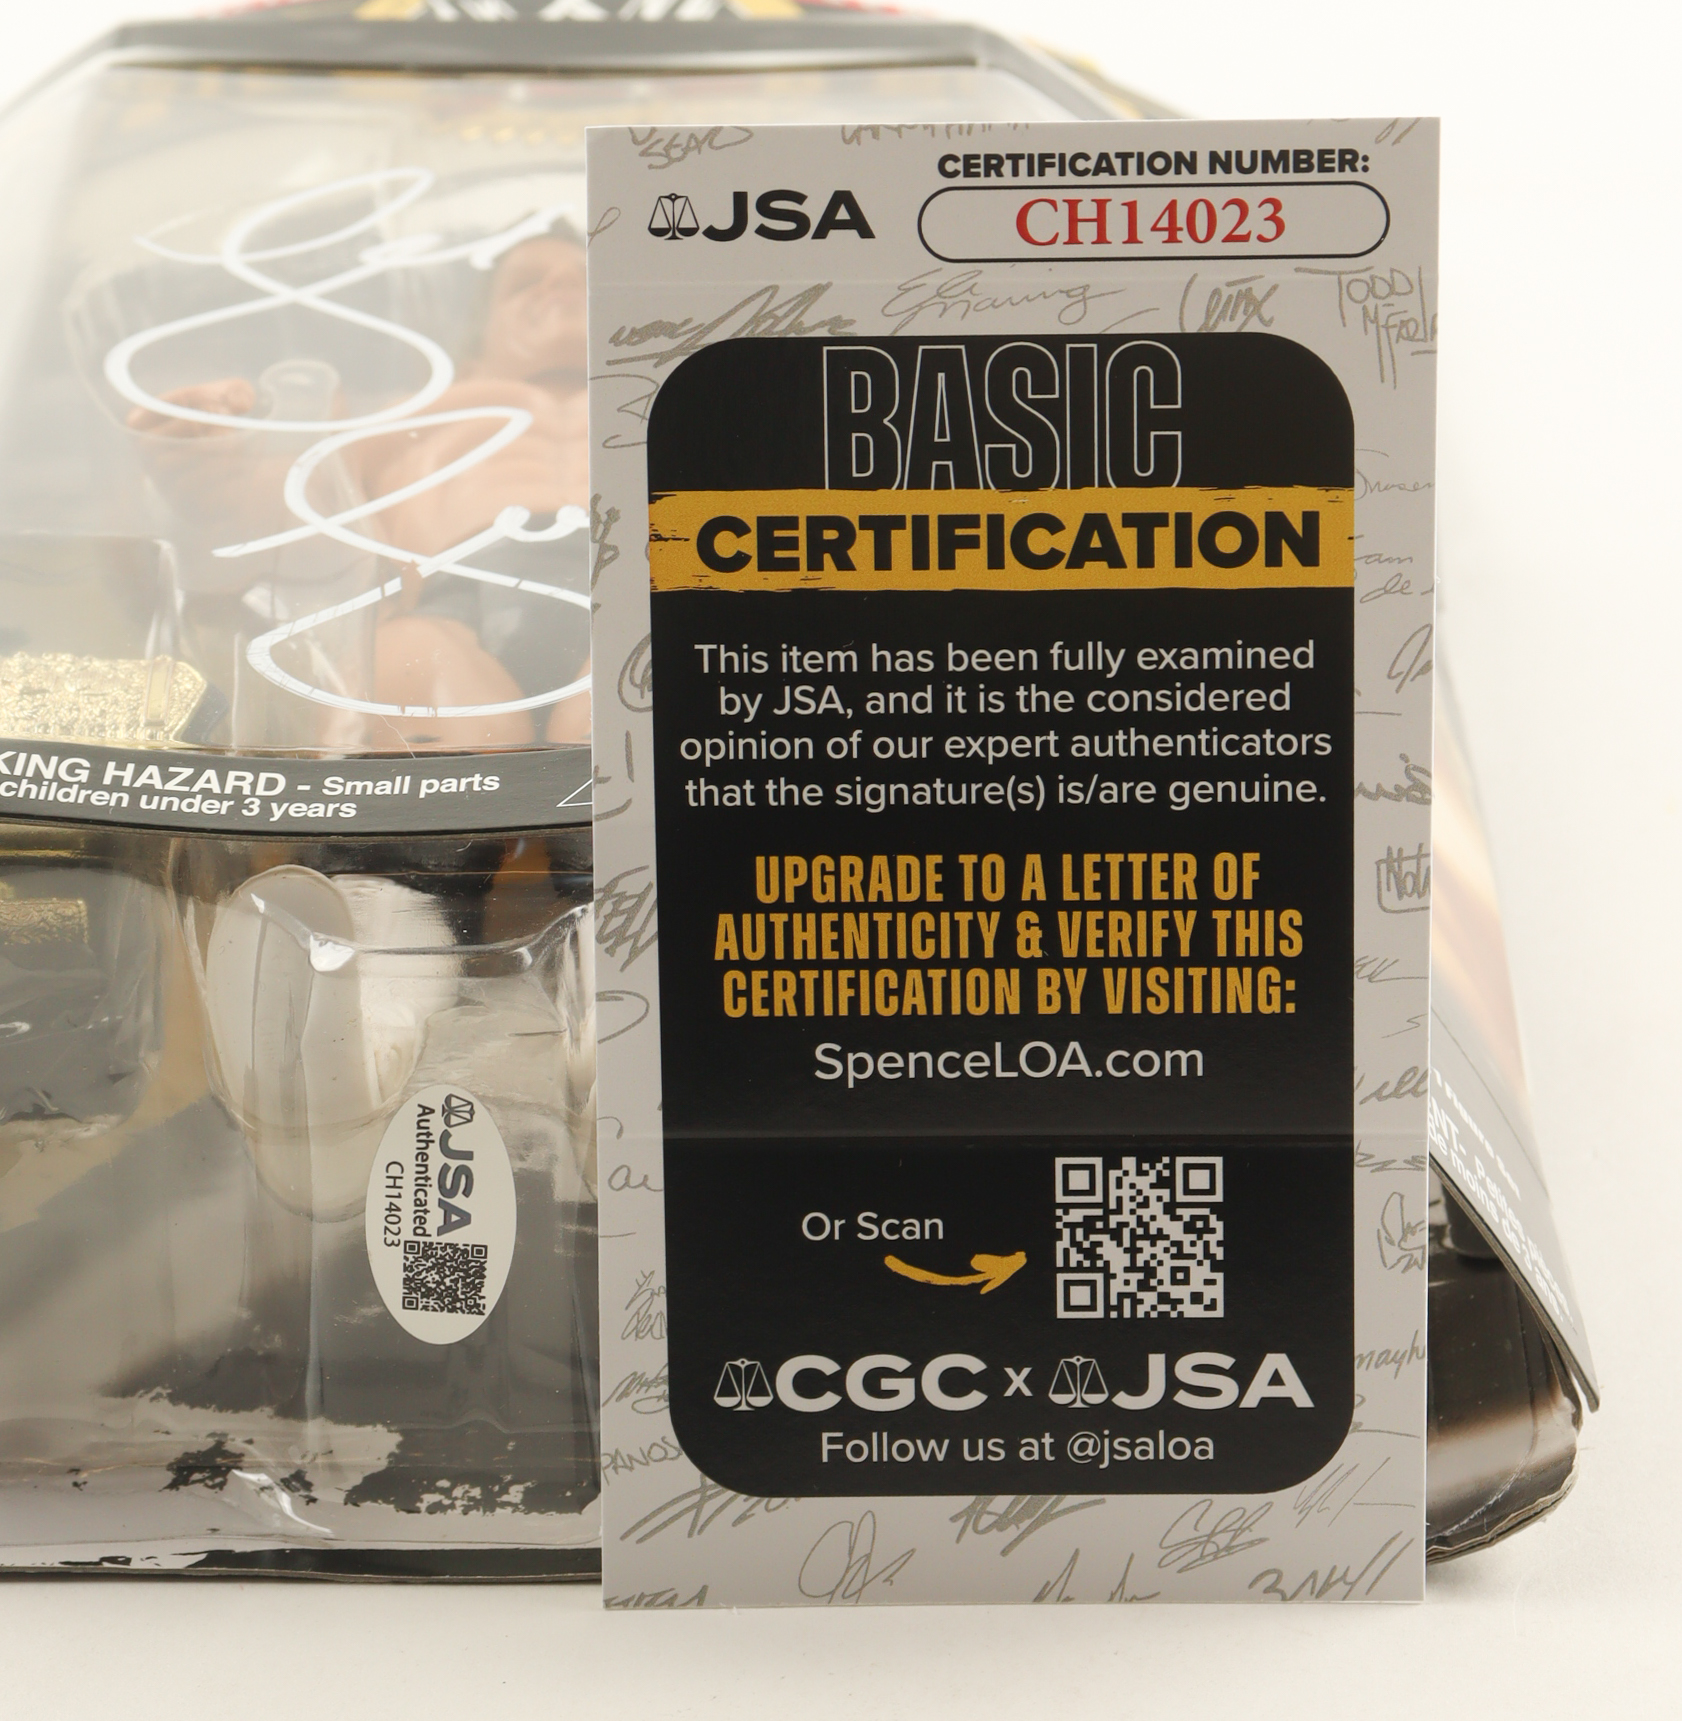 CERTIFICATION NUMBER:
JSA
CH14023
BASIC
CERTIFICATION
This item has been fully examined
by JSA, and it is the considered
opinion of our expert authenticators
that the signature(s) is/are genuine.
UPGRADE TO A LETTER OF
AUTHENTICITY & VERIFY THIS
CERTIFICATION BY VISITING:
SpenceLOA.com
Or Scan
CGC x JSA
Follow us at @jsaloa
KING HAZARD - Small parts
children under 3 years
JSA
Authenticated
CH14023